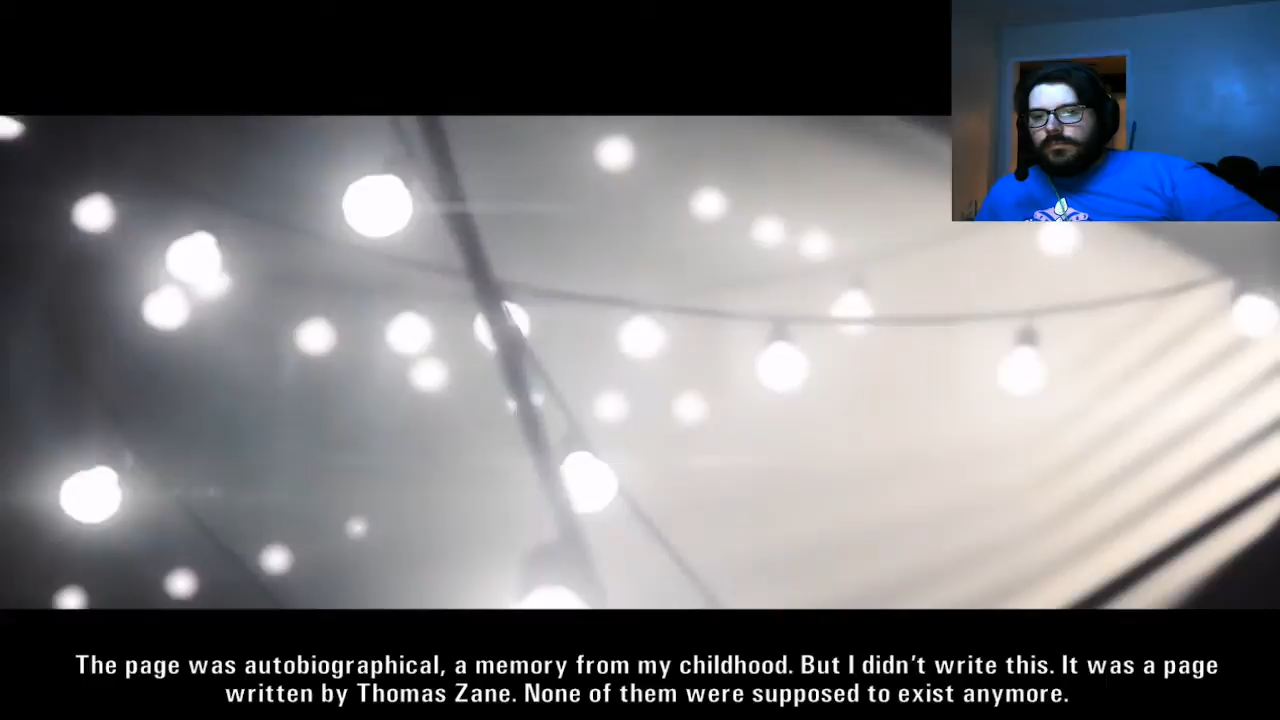 The page was autobiographical, a memory from my childhood. But I didn't write this. It was a page
written by Thomas Zane. None of them were supposed to exist anymore.